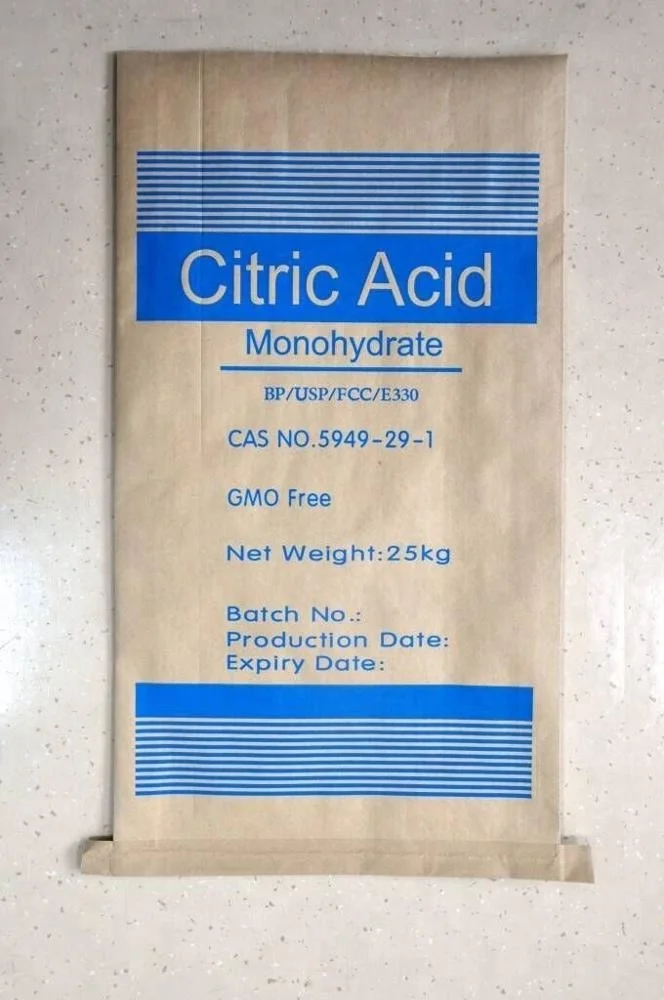 Citric Acid
Monohydrate
BP/USP/FCC/E330
CAS NO.5949-29-1
GMO Free
Net Weight:25kg
Batch No.:
Production Date:
Expiry Date: